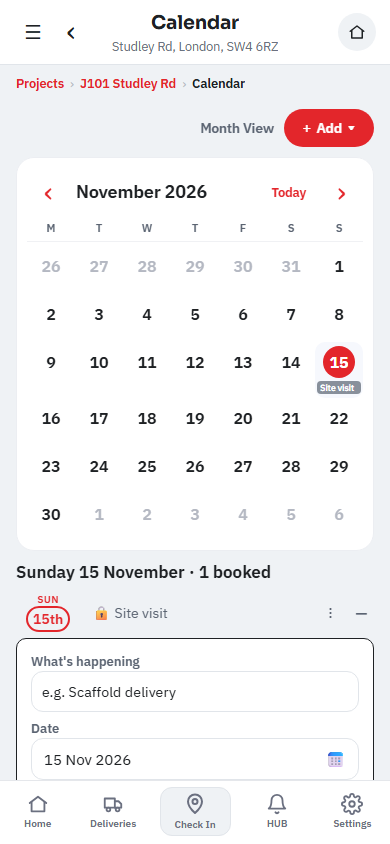 Calendar
Studley Rd, London, SW4 6RZ
Projects › J101 Studley Rd › Calendar
Month View + Add
November 2026 Today
M T W T F S S
26 27 28 29 30 31 1
2 3 4 5 6 7 8
9 10 11 12 13 14 15
Site visit
16 17 18 19 20 21 22
23 24 25 26 27 28 29
30 1 2 3 4 5 6
Sunday 15 November · 1 booked
SUN
15th Site visit
What's happening
e.g. Scaffold delivery
Date
15 Nov 2026
Home Deliveries Check In HUB Settings